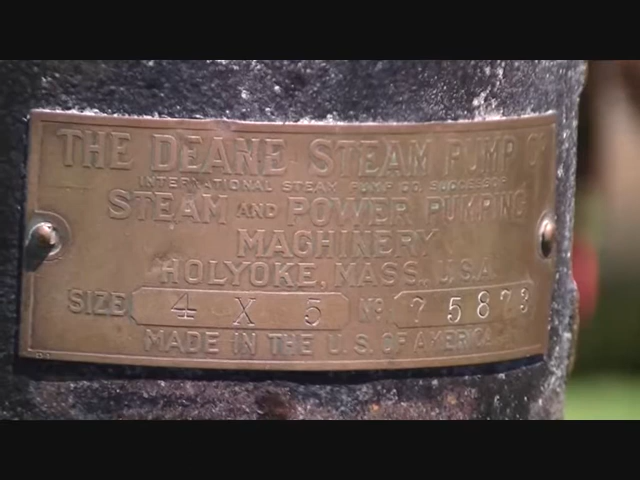 THE DEANE STEAM PUMP Co
INTERNATIONAL STEAM PUMP CO. SUCCESSOR
STEAM AND POWER PUMPING
MACHINERY
HOLYOKE, MASS., U.S.A.
SIZE 4 X 5 No. 75873
MADE IN THE U.S. OF AMERICA